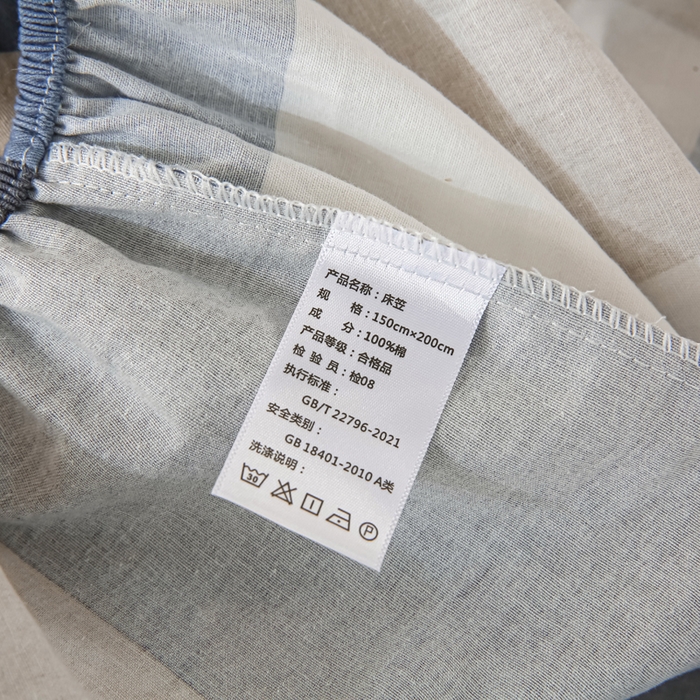 产品名称：床笠
规　格：150cm×200cm
成　分：100%棉
产品等级：合格品
检 验 员：检08
执行标准：
GB/T 22796-2021
安全类别：
GB 18401-2010 A类
洗涤说明：
30 P